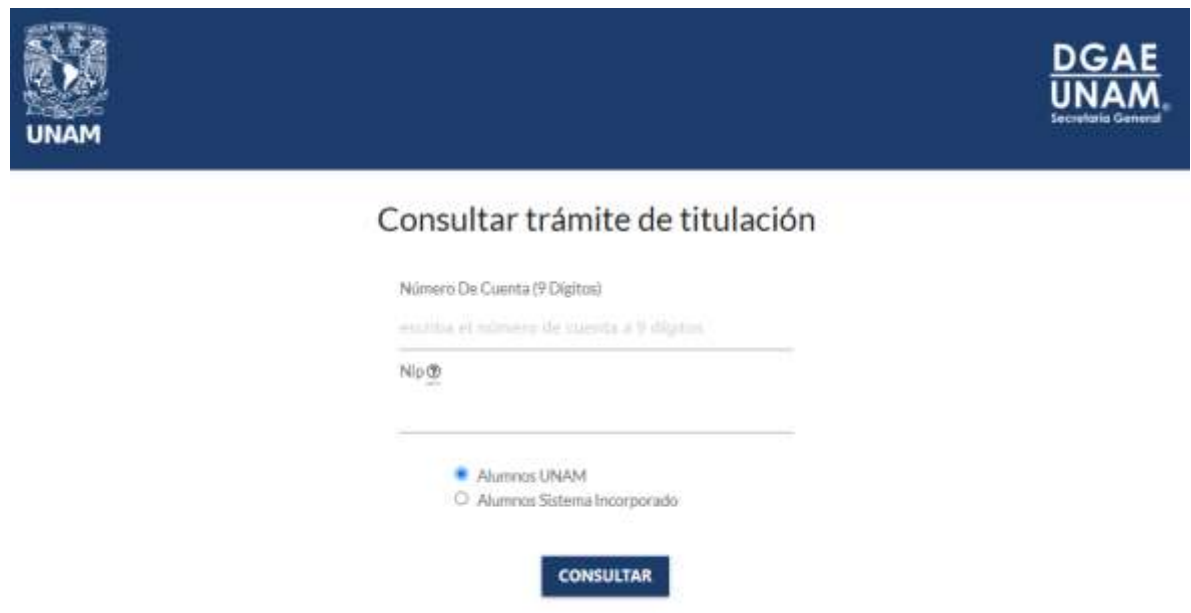 UNAM
DGAE
UNAM
Secretaría General
Consultar trámite de titulación
Número De Cuenta (9 Dígitos)
escriba el número de cuenta a 9 dígitos
Nip
Alumnos UNAM
Alumnos Sistema Incorporado
CONSULTAR